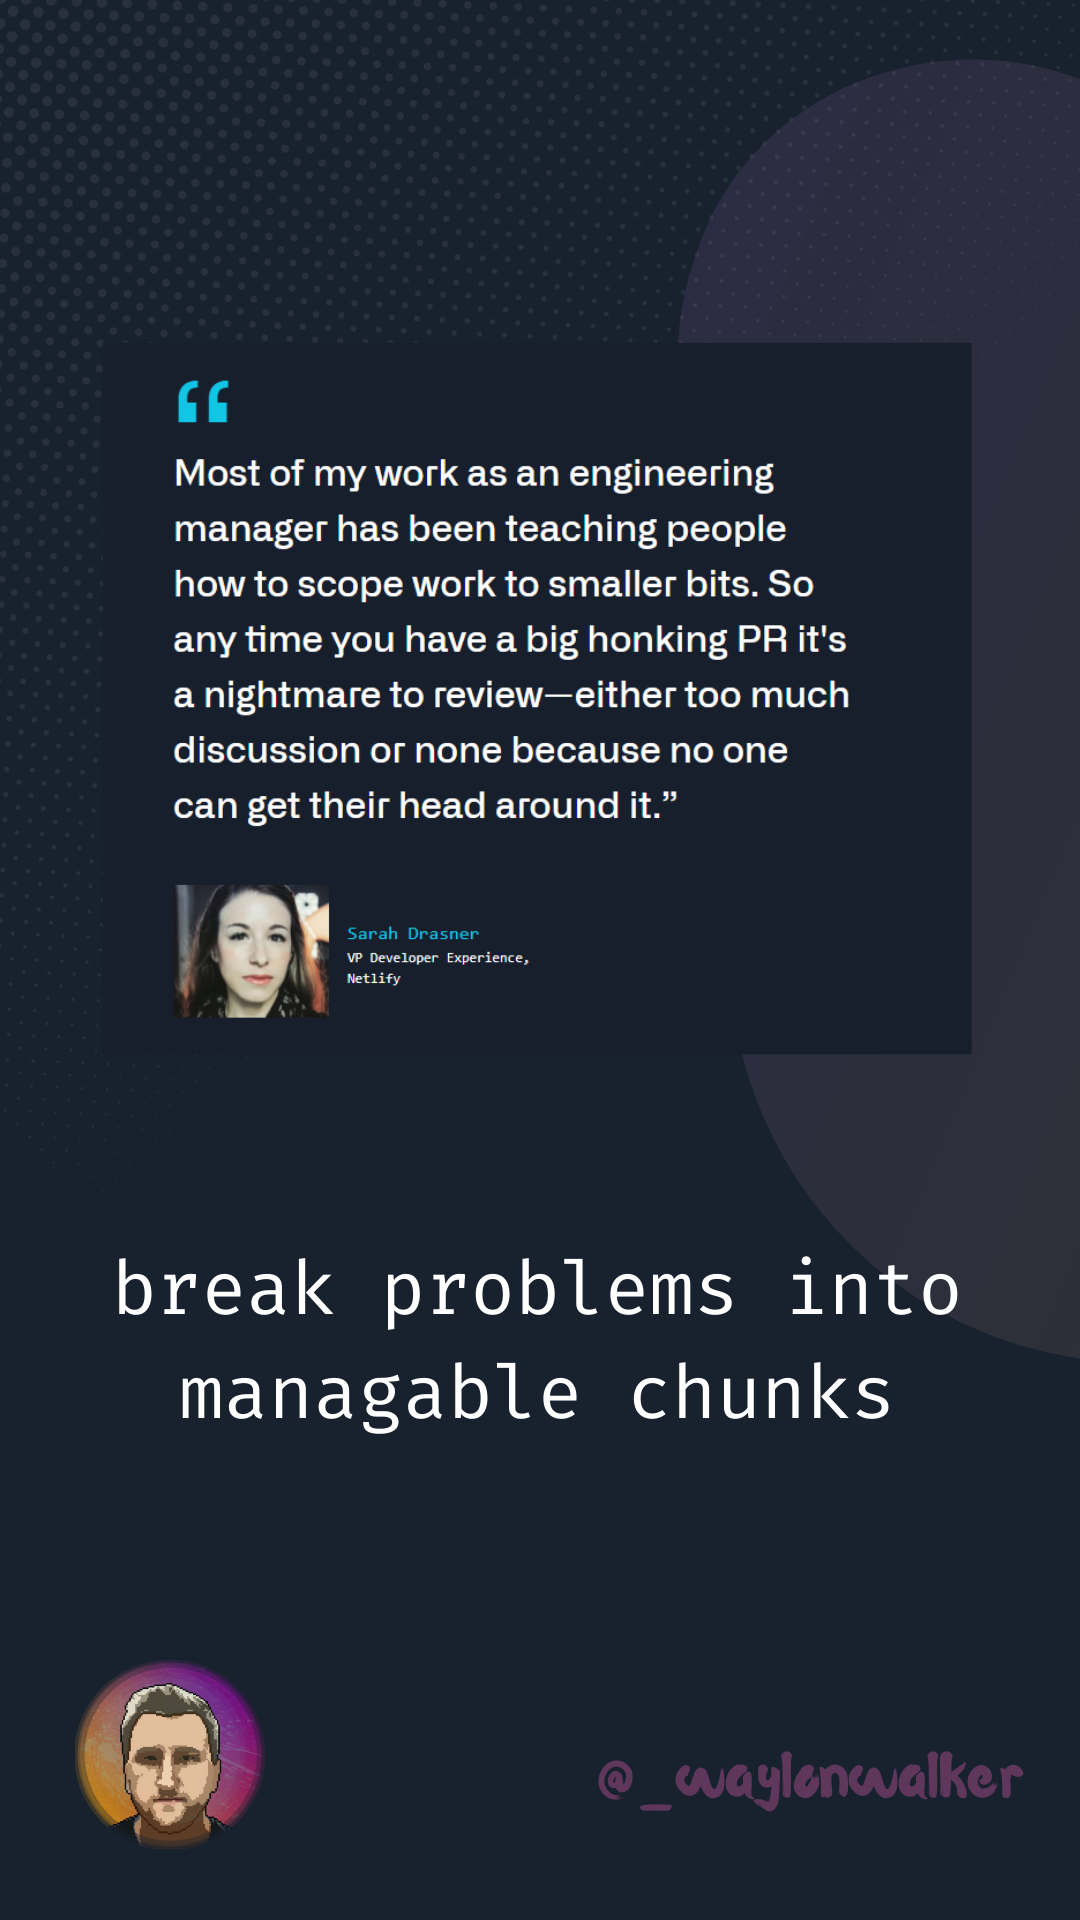 “
Most of my work as an engineering
manager has been teaching people
how to scope work to smaller bits. So
any time you have a big honking PR it's
a nightmare to review—either too much
discussion or none because no one
can get their head around it.”
Sarah Drasner
VP Developer Experience,
Netlify
break problems into
managable chunks
@_waylonwalker